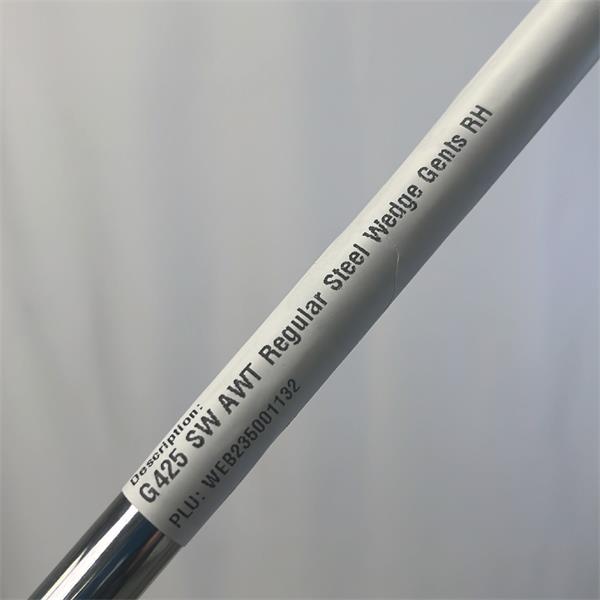 Description:
G425 SW AWT Regular Steel Wedge Gents RH
PLU: WEB235001132